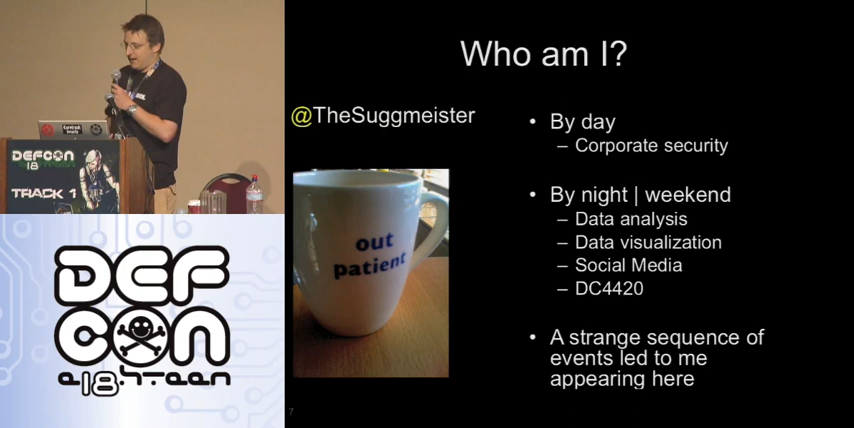 DEFCON
18
TRACK 1
DEF
CON
e18hteen
Who am I?
@TheSuggmeister
out
patient
• By day
– Corporate security
• By night | weekend
– Data analysis
– Data visualization
– Social Media
– DC4420
• A strange sequence of
events led to me
appearing here
7